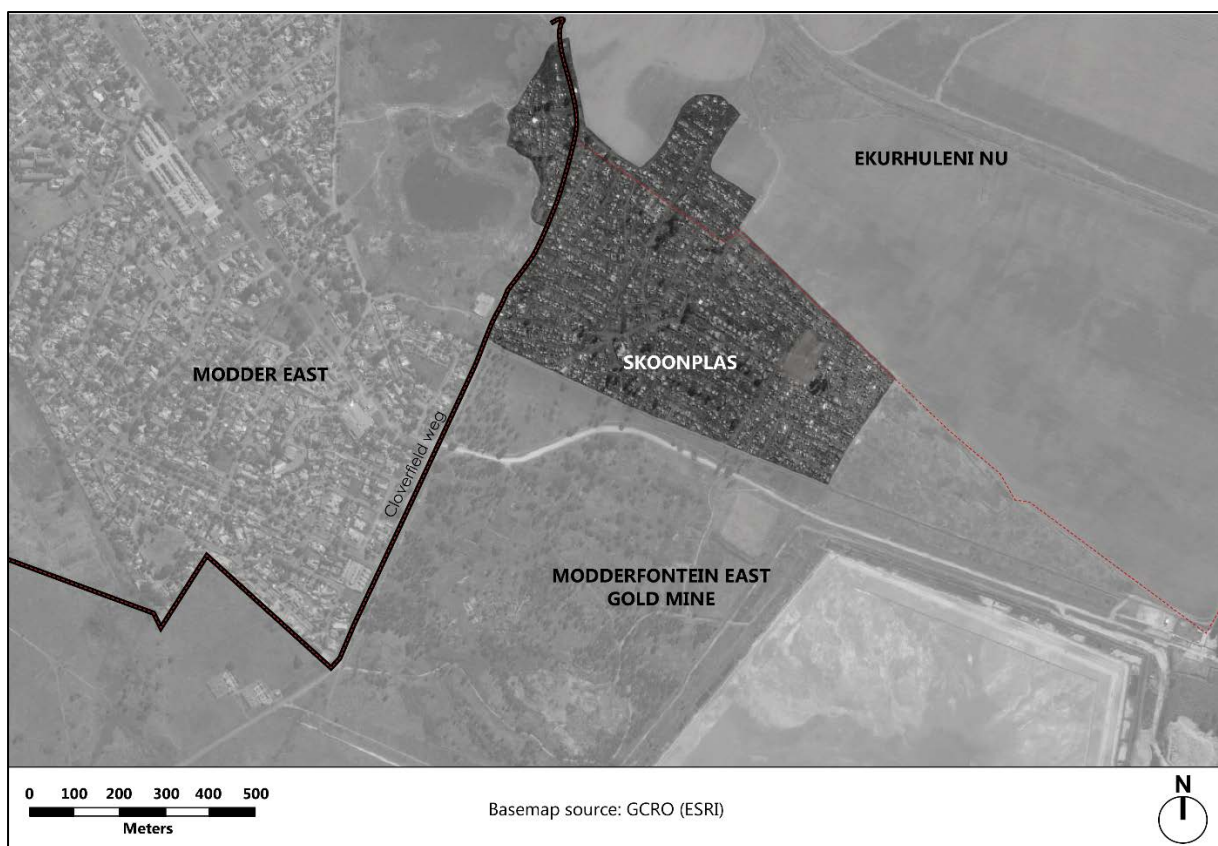 EKURHULENI NU
SKOONPLAS
MODDER EAST
Cloverfield weg
MODDERFONTEIN EAST
GOLD MINE
0 100 200 300 400 500
Meters
Basemap source: GCRO (ESRI)
N